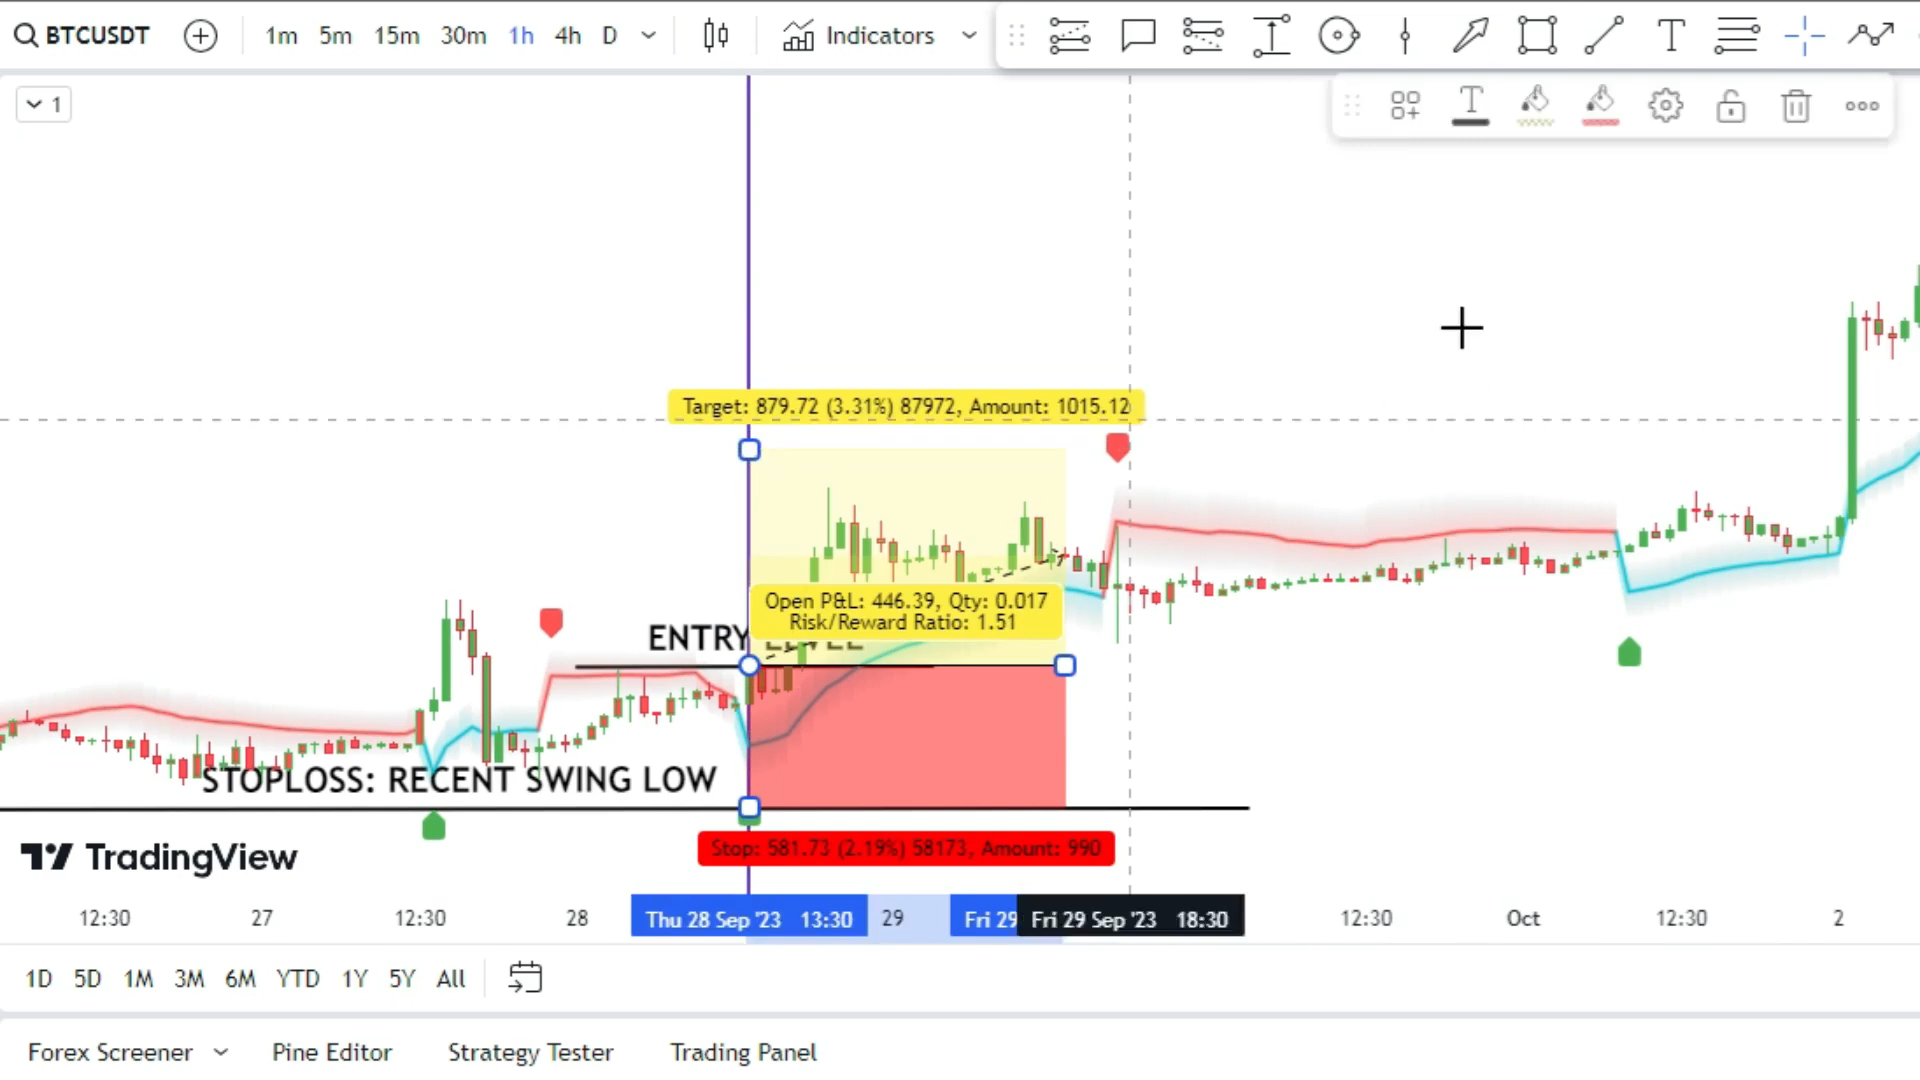 BTCUSDT 1m 5m 15m 30m 1h 4h D Indicators
1
Target: 879.72 (3.31%) 87972, Amount: 1015.12
Open P&L: 446.39, Qty: 0.017
Risk/Reward Ratio: 1.51
ENTRY LEVEL
STOPLOSS: RECENT SWING LOW
Stop: 581.73 (2.19%) 58173, Amount: 990
TradingView
12:30 27 12:30 28 Thu 28 Sep '23 13:30 29 Fri 29 Fri 29 Sep '23 18:30 12:30 Oct 12:30 2
1D 5D 1M 3M 6M YTD 1Y 5Y All
Forex Screener Pine Editor Strategy Tester Trading Panel